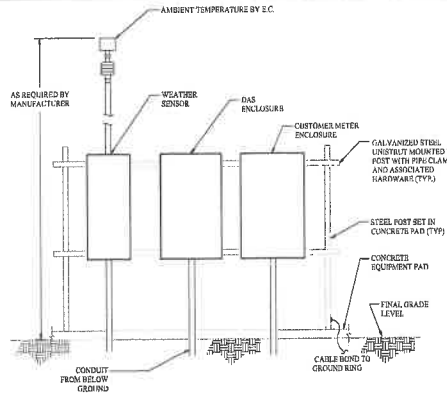 AMBIENT TEMPERATURE BY E.C.
AS REQUIRED BY
MANUFACTURER
WEATHER
SENSOR
DAS
ENCLOSURE
CUSTOMER METER
ENCLOSURE
GALVANIZED STEEL
UNISTRUT MOUNTED
POST WITH PIPE CLAM
AND ASSOCIATED
HARDWARE (TYP.)
STEEL POST SET IN
CONCRETE PAD (TYP)
CONCRETE
EQUIPMENT PAD
FINAL GRADE
LEVEL
CABLE BOND TO
GROUND RING
CONDUIT
FROM BELOW
GROUND